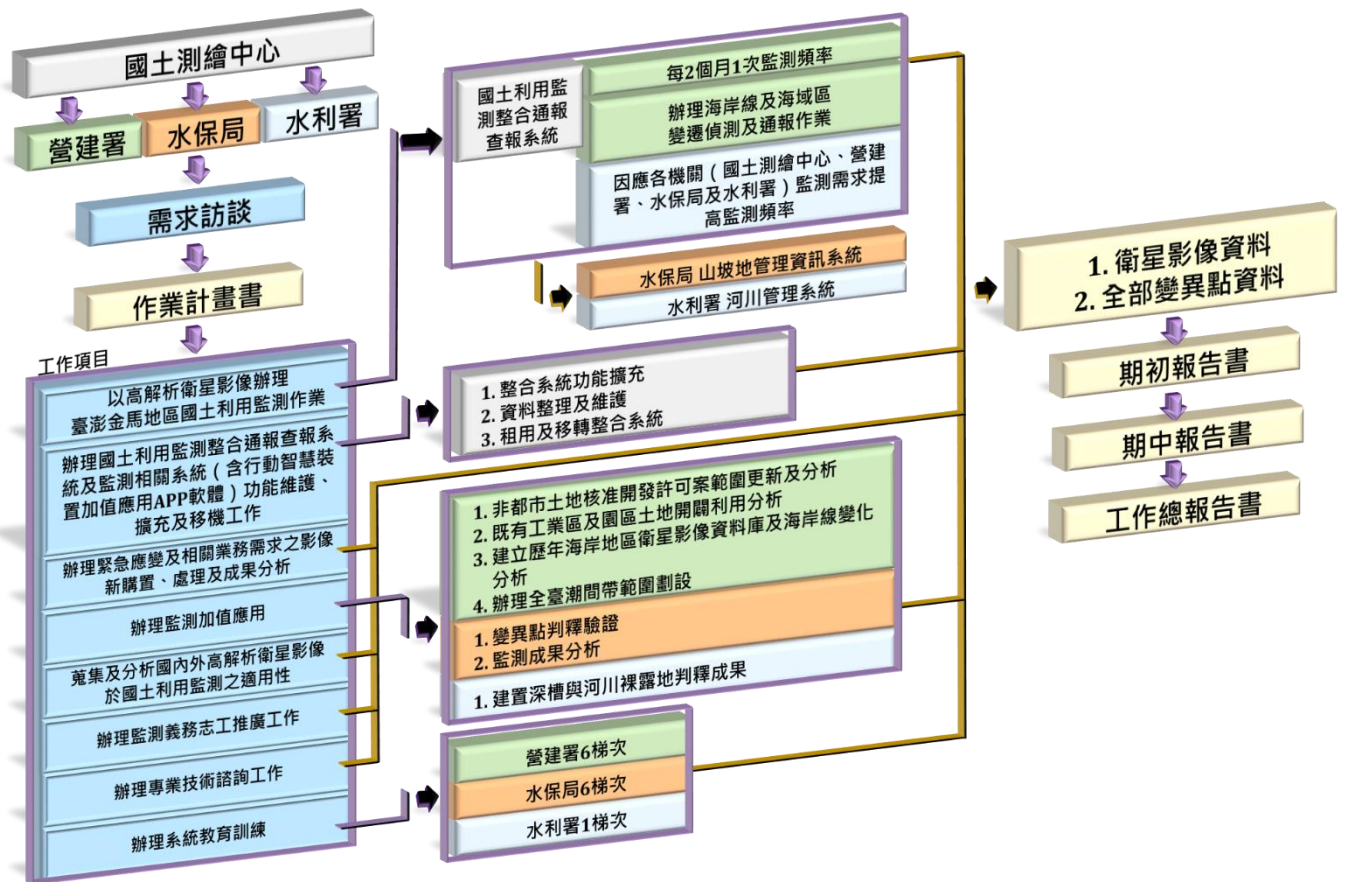 國土測繪中心
營建署
水保局
水利署
需求訪談
作業計畫書
工作項目
以高解析衛星影像辦理
臺澎金馬地區國土利用監測作業
辦理國土利用監測整合通報查報系
統及監測相關系統（含行動智慧裝
置加值應用APP軟體）功能維護、
擴充及移機工作
辦理緊急應變及相關業務需求之影像
新購置、處理及成果分析
辦理監測加值應用
蒐集及分析國內外高解析衛星影像
於國土利用監測之適用性
辦理監測義務志工推廣工作
辦理專業技術諮詢工作
辦理系統教育訓練
國土利用監
測整合通報
查報系統
每2個月1次監測頻率
辦理海岸線及海域區
變遷偵測及通報作業
因應各機關（國土測繪中心、營建
署、水保局及水利署）監測需求提
高監測頻率
水保局 山坡地管理資訊系統
水利署 河川管理系統
1. 整合系統功能擴充
2. 資料整理及維護
3. 租用及移轉整合系統
1. 非都市土地核准開發許可案範圍更新及分析
2. 既有工業區及園區土地開闢利用分析
3. 建立歷年海岸地區衛星影像資料庫及海岸線變化
分析
4. 辦理全臺潮間帶範圍劃設
1. 變異點判釋驗證
2. 監測成果分析
1. 建置深槽與河川裸露地判釋成果
營建署6梯次
水保局6梯次
水利署1梯次
1. 衛星影像資料
2. 全部變異點資料
期初報告書
期中報告書
工作總報告書